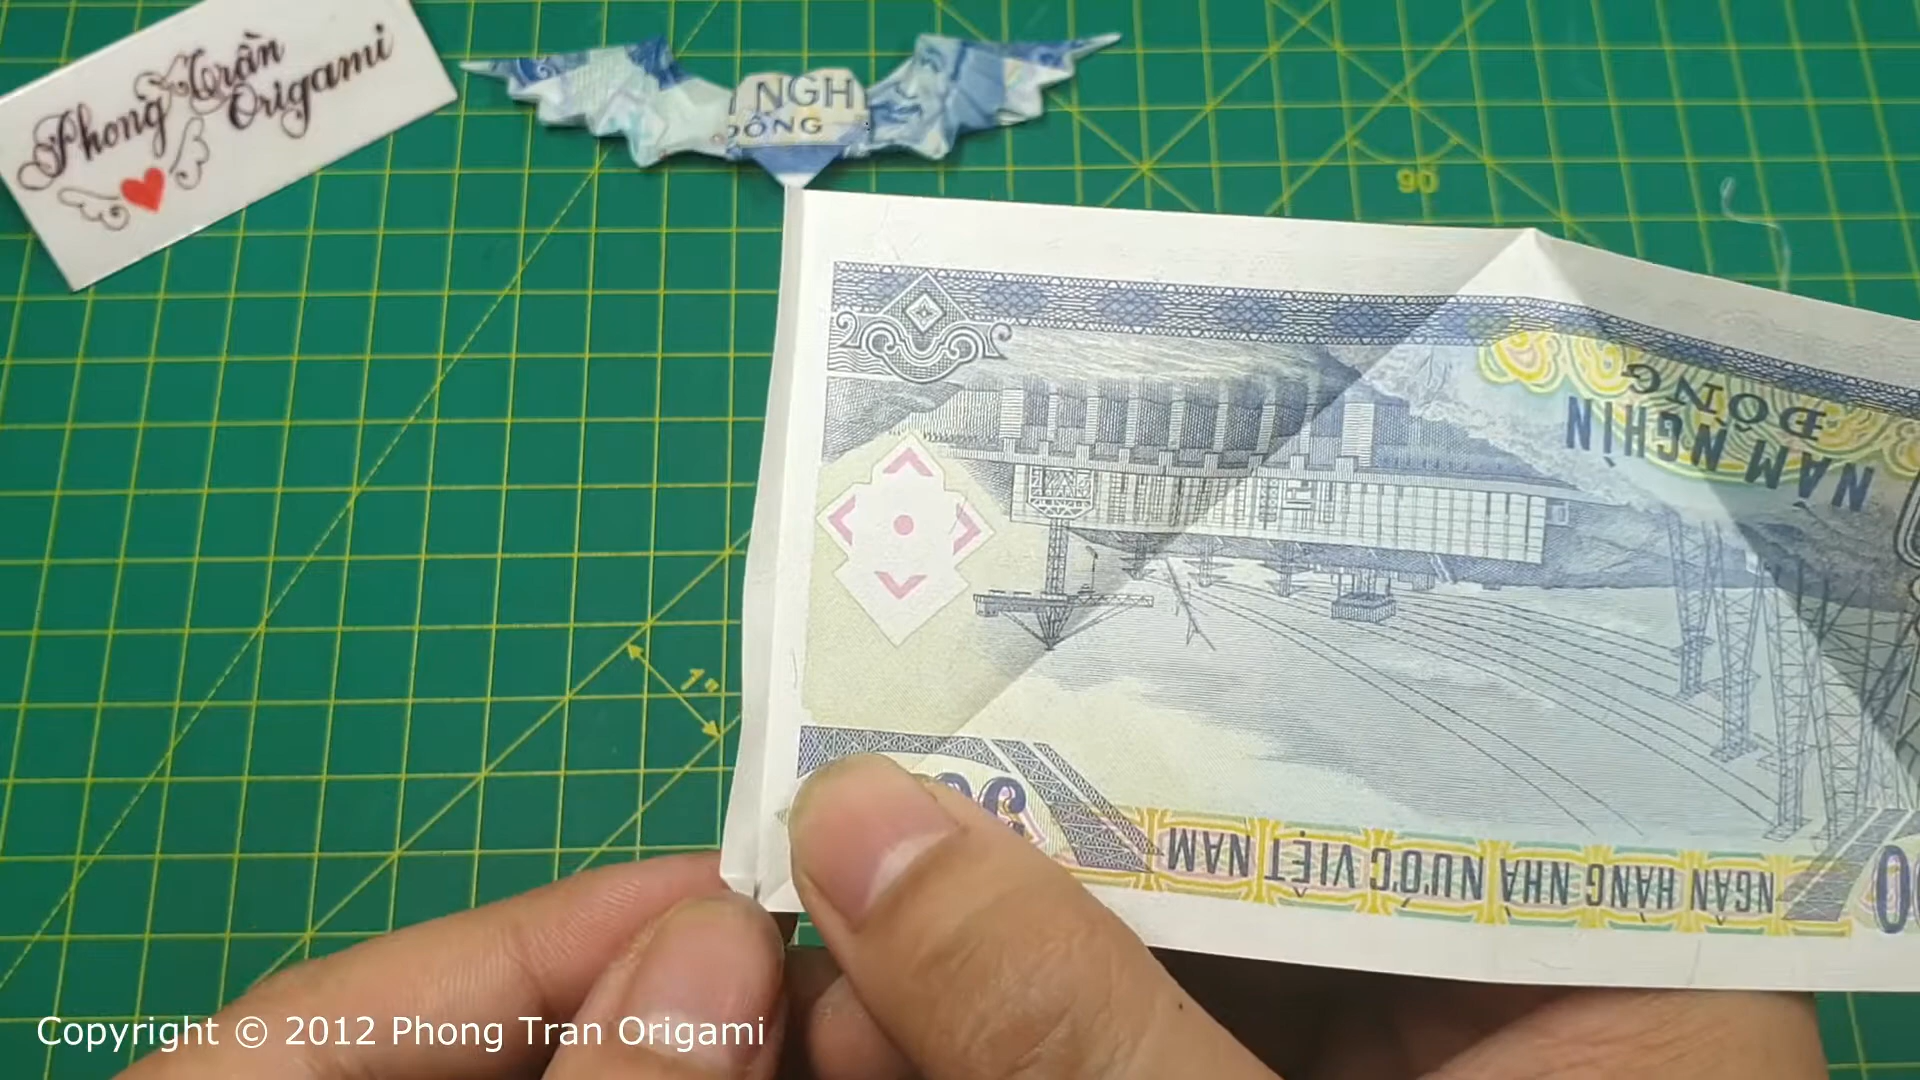 Phong Trần
Origami
NGH
ĐỒNG
90
1"
ĐỒNG
NĂM NGHÌN
NGÂN HÀNG NHÀ NƯỚC VIỆT NAM
Copyright © 2012 Phong Tran Origami